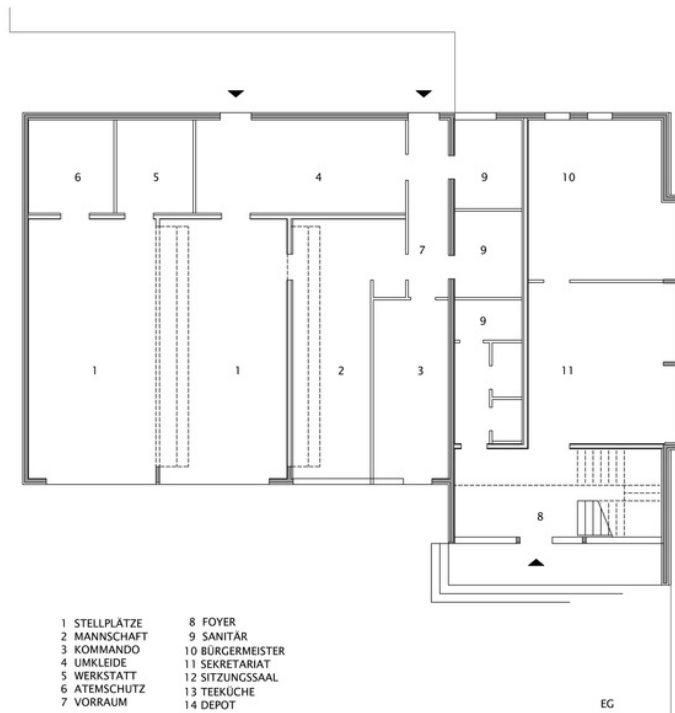 6
5
4
9
10
7
9
9
1
1
2
3
11
8
1 STELLPLÄTZE
2 MANNSCHAFT
3 KOMMANDO
4 UMKLEIDE
5 WERKSTATT
6 ATEMSCHUTZ
7 VORRAUM
8 FOYER
9 SANITÄR
10 BÜRGERMEISTER
11 SEKRETARIAT
12 SITZUNGSSAAL
13 TEEKÜCHE
14 DEPOT
EG